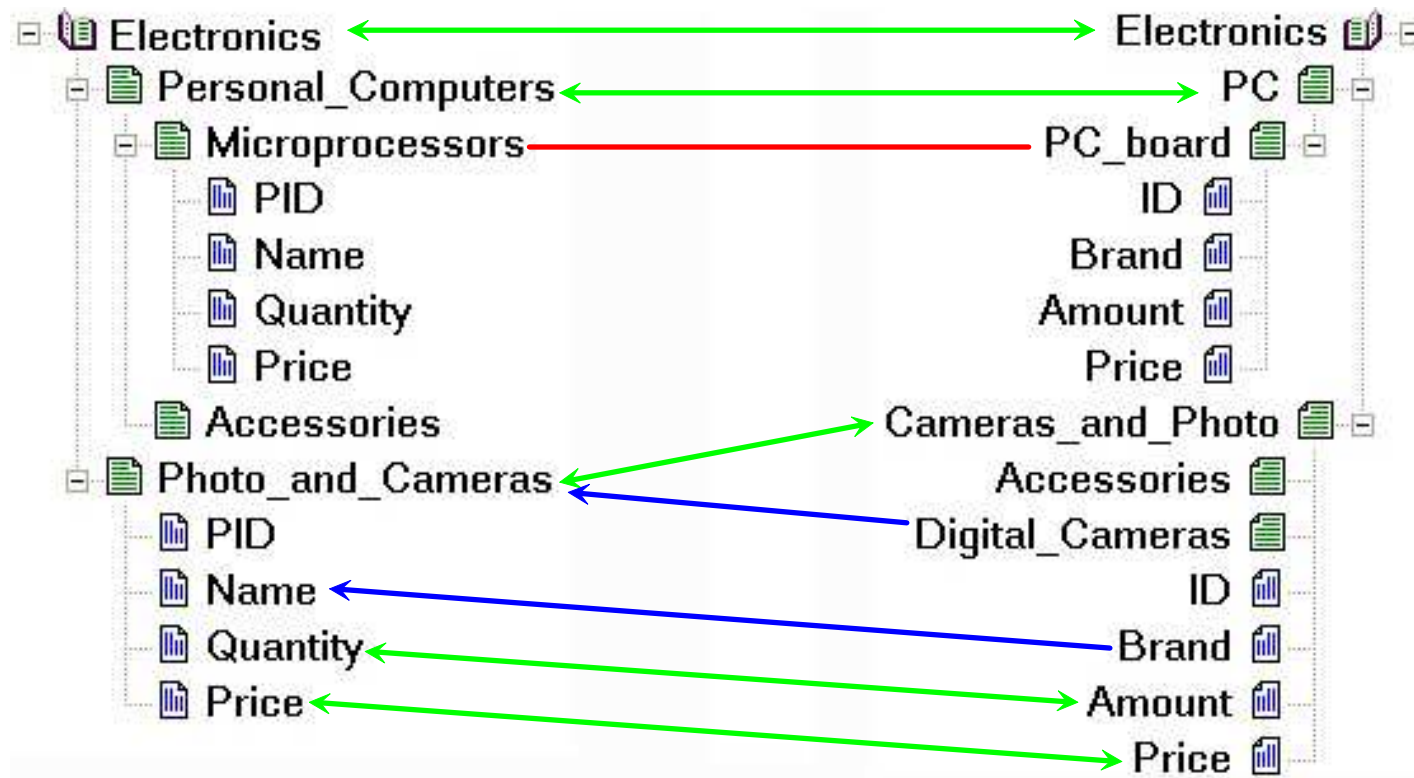 Electronics Electronics
Personal_Computers PC
Microprocessors PC_board
PID ID
Name Brand
Quantity Amount
Price Price
Accessories Cameras_and_Photo
Photo_and_Cameras Accessories
PID Digital_Cameras
Name ID
Quantity Brand
Price Amount
Price